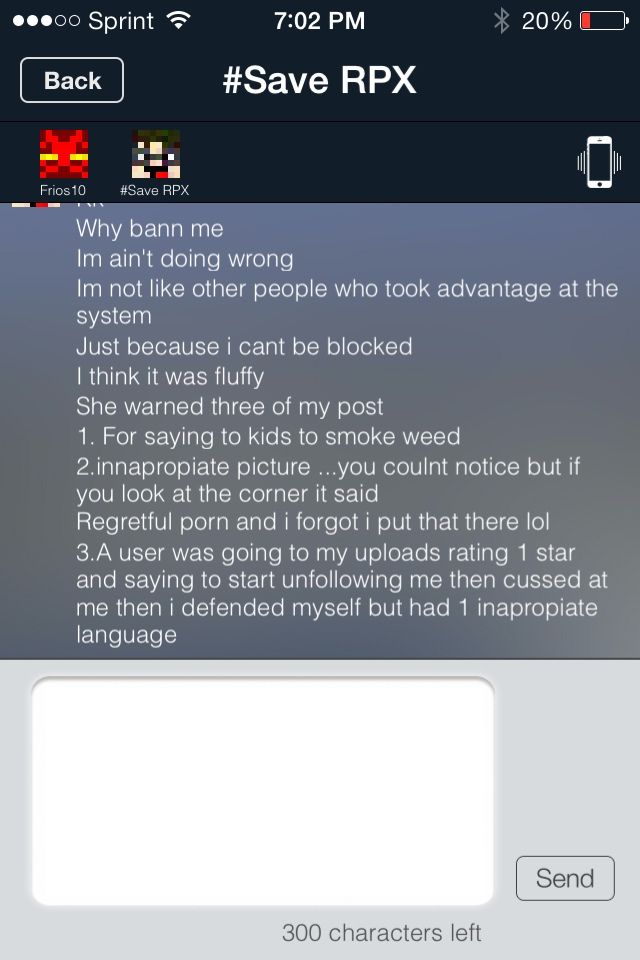 Sprint 7:02 PM 20%
Back #Save RPX
Frios10 #Save RPX
Why bann me
Im ain't doing wrong
Im not like other people who took advantage at the
system
Just because i cant be blocked
I think it was fluffy
She warned three of my post
1. For saying to kids to smoke weed
2.innapropiate picture ...you coulnt notice but if
you look at the corner it said
Regretful porn and i forgot i put that there lol
3.A user was going to my uploads rating 1 star
and saying to start unfollowing me then cussed at
me then i defended myself but had 1 inapropiate
language
Send
300 characters left